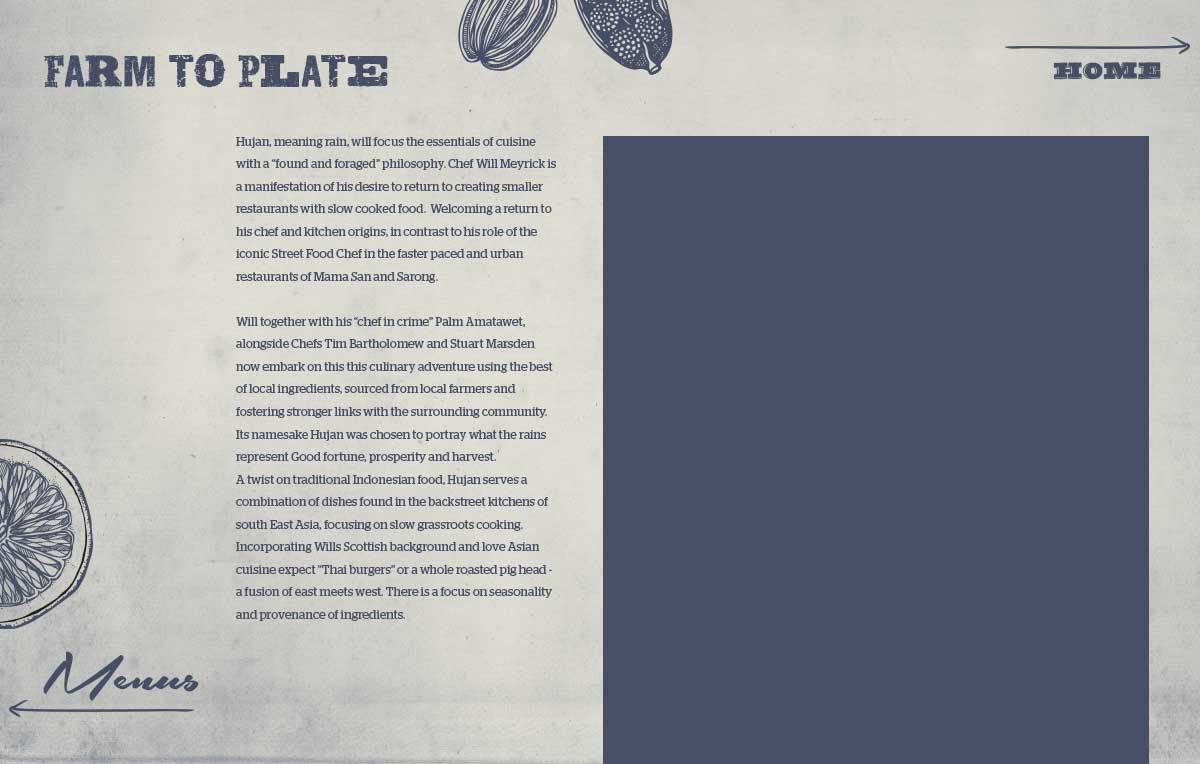 FARM TO PLATE
HOME
Hujan, meaning rain, will focus the essentials of cuisine
with a “found and foraged” philosophy. Chef Will Meyrick is
a manifestation of his desire to return to creating smaller
restaurants with slow cooked food.  Welcoming a return to
his chef and kitchen origins, in contrast to his role of the
iconic Street Food Chef in the faster paced and urban
restaurants of Mama San and Sarong.
Will together with his “chef in crime” Palm Amatawet,
alongside Chefs Tim Bartholomew and Stuart Marsden
now embark on this this culinary adventure using the best
of local ingredients, sourced from local farmers and
fostering stronger links with the surrounding community.
Its namesake Hujan was chosen to portray what the rains
represent Good fortune, prosperity and harvest.
A twist on traditional Indonesian food, Hujan serves a
combination of dishes found in the backstreet kitchens of
south East Asia, focusing on slow grassroots cooking.
Incorporating Wills Scottish background and love Asian
cuisine expect "Thai burgers" or a whole roasted pig head -
a fusion of east meets west. There is a focus on seasonality
and provenance of ingredients.
Menus